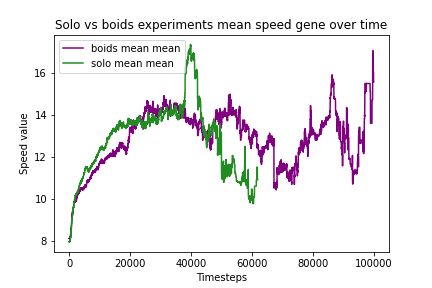 Solo vs boids experiments mean speed gene over time
boids mean mean
solo mean mean
Speed value
16
14
12
10
8
0
20000
40000
60000
80000
100000
Timesteps